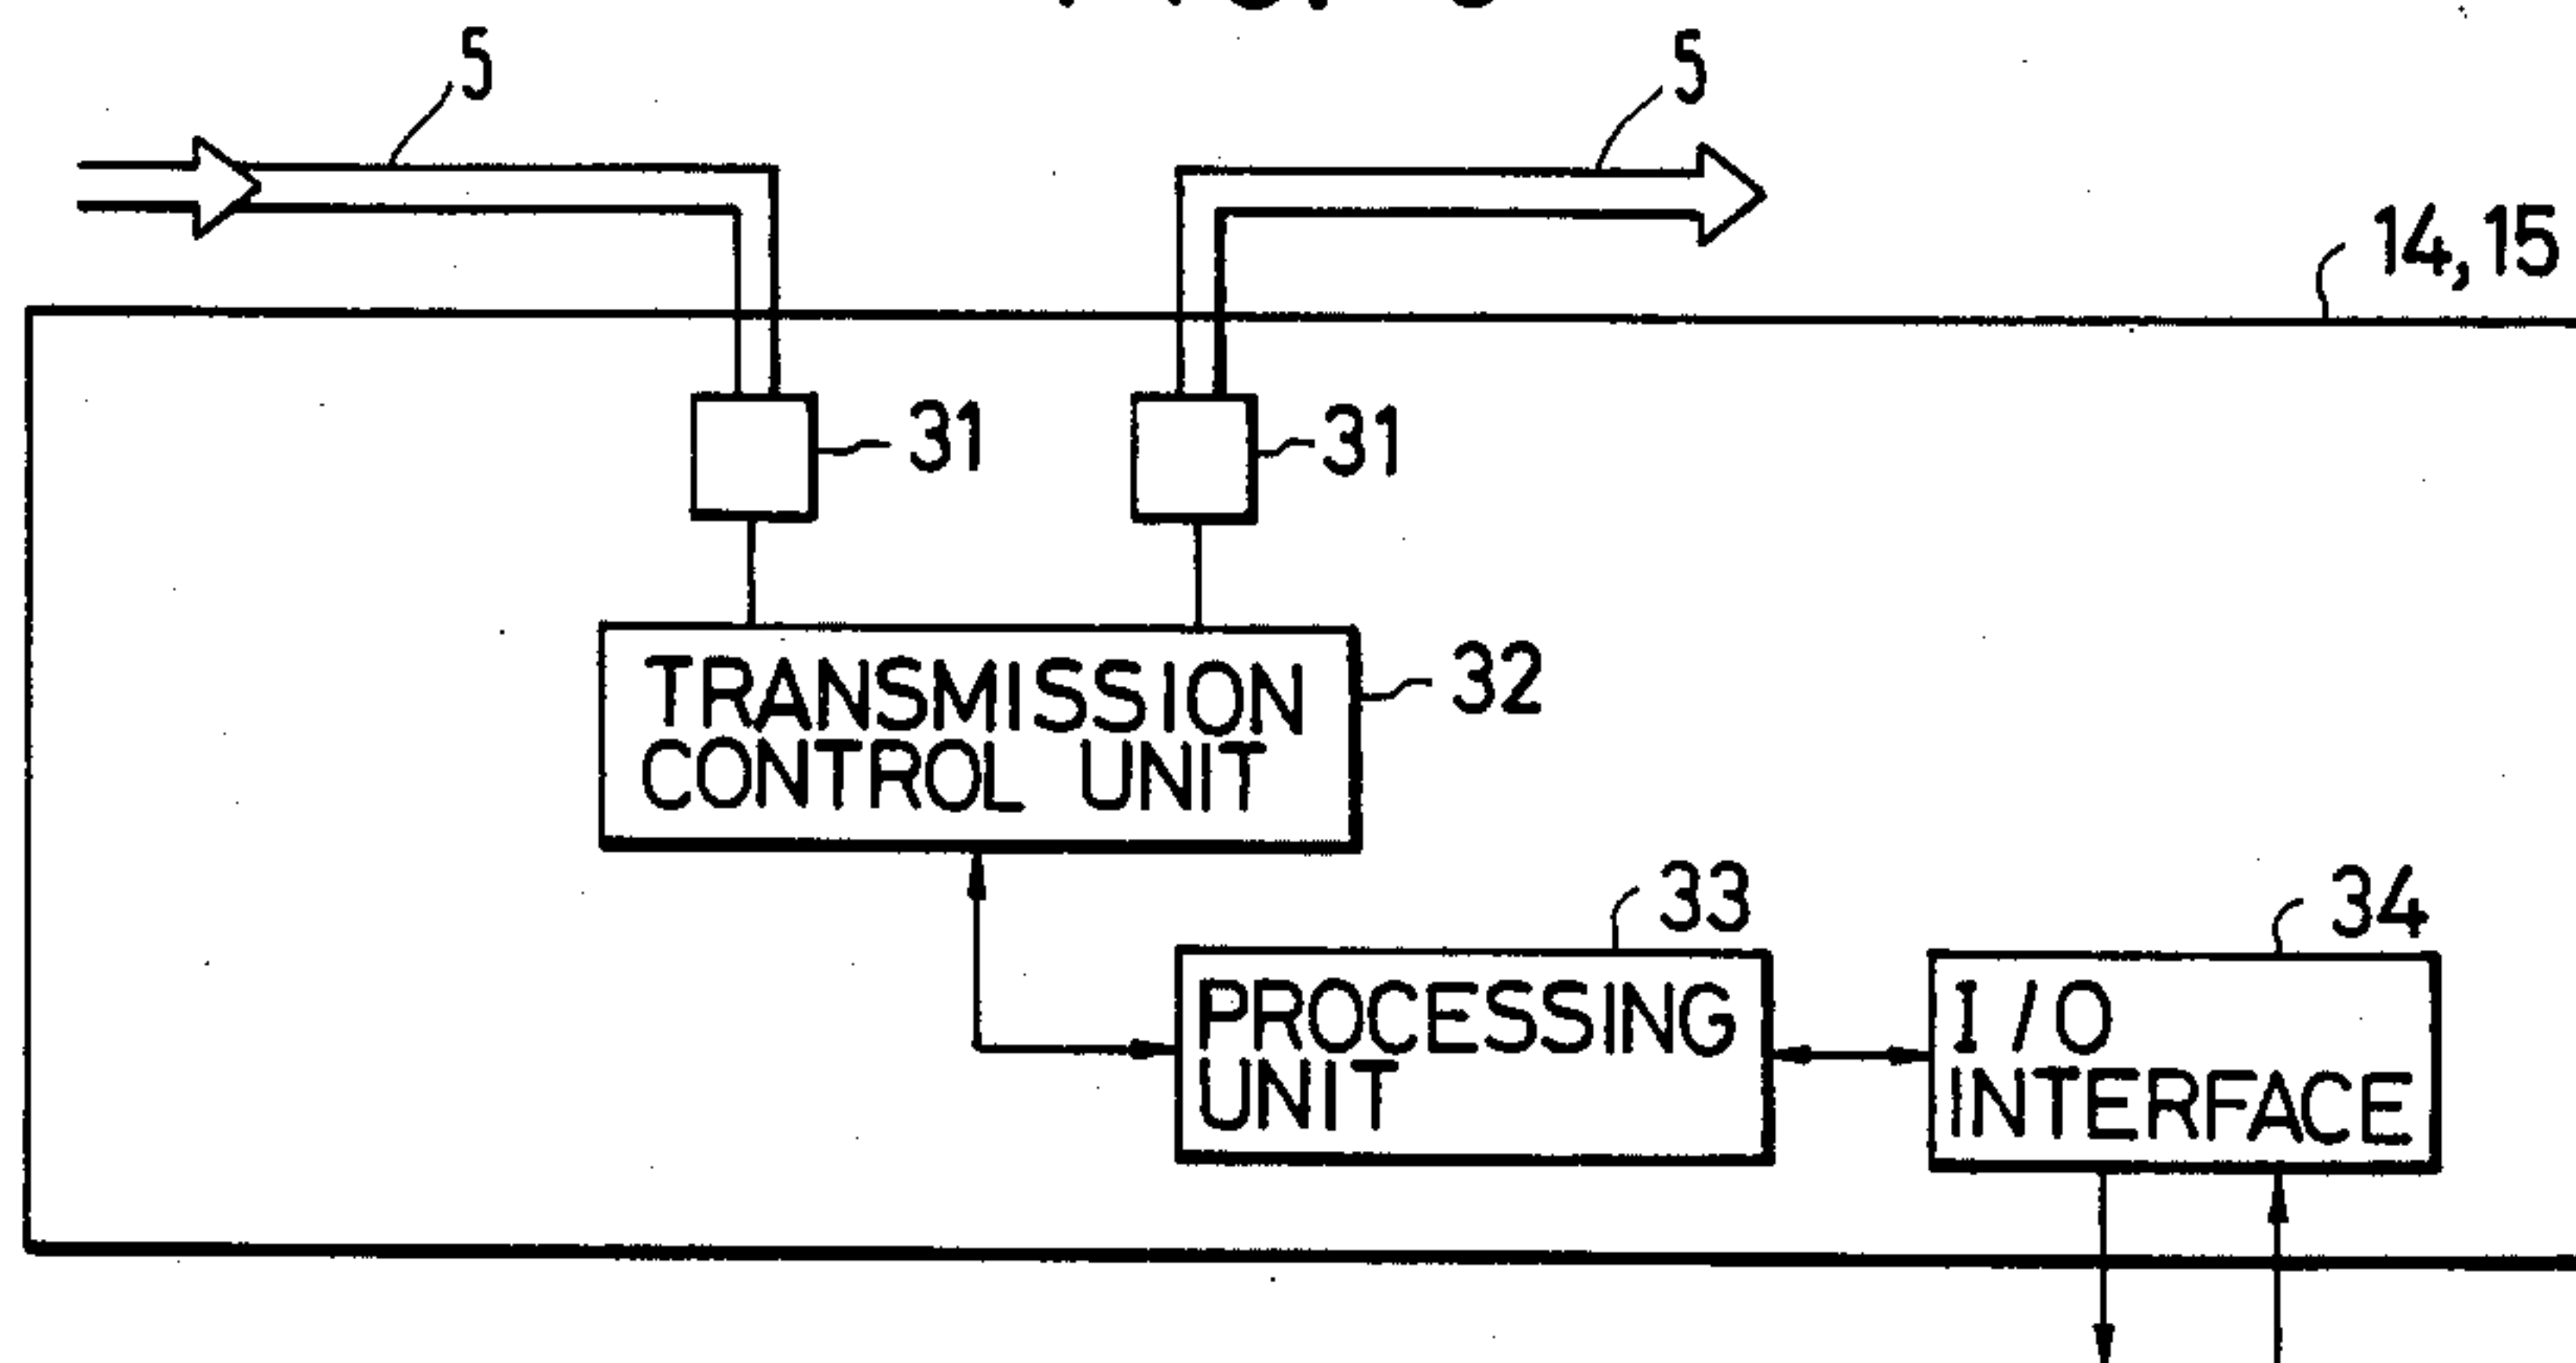 5
5
14,15
31
31
TRANSMISSION
CONTROL UNIT
32
33
34
PROCESSING
UNIT
I/O
INTERFACE